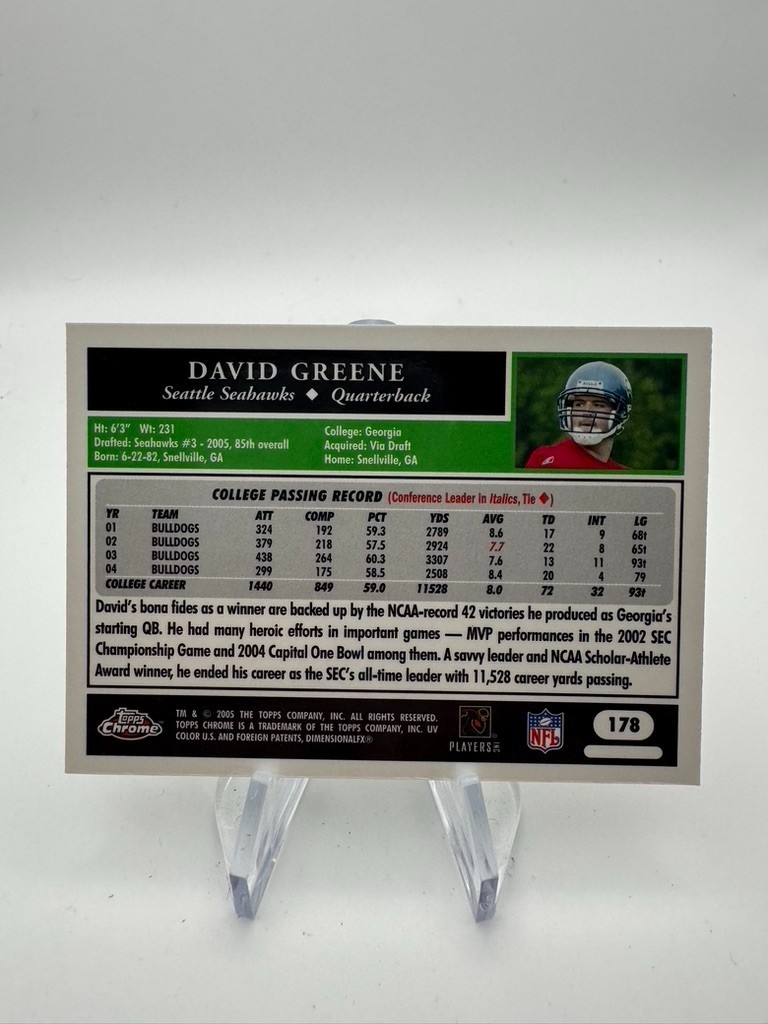 DAVID GREENE
Seattle Seahawks ◆ Quarterback
Ht: 6'3" Wt: 231
Drafted: Seahawks #3 - 2005, 85th overall
Born: 6-22-82, Snellville, GA
College: Georgia
Acquired: Via Draft
Home: Snellville, GA
COLLEGE PASSING RECORD (Conference Leader in Italics, Tie ◆)
YR TEAM ATT COMP PCT YDS AVG TD INT LG
01 BULLDOGS 324 192 59.3 2789 8.6 17 9 68t
02 BULLDOGS 379 218 57.5 2924 7.7 22 8 65t
03 BULLDOGS 438 264 60.3 3307 7.6 13 11 93t
04 BULLDOGS 299 175 58.5 2508 8.4 20 4 79
COLLEGE CAREER 1440 849 59.0 11528 8.0 72 32 93t
David's bona fides as a winner are backed up by the NCAA-record 42 victories he produced as Georgia's
starting QB. He had many heroic efforts in important games — MVP performances in the 2002 SEC
Championship Game and 2004 Capital One Bowl among them. A savvy leader and NCAA Scholar-Athlete
Award winner, he ended his career as the SEC's all-time leader with 11,528 career yards passing.
Topps
Chrome
TM & © 2005 THE TOPPS COMPANY, INC. ALL RIGHTS RESERVED.
TOPPS CHROME IS A TRADEMARK OF THE TOPPS COMPANY, INC. UV
COLOR U.S. AND FOREIGN PATENTS, DIMENSIONALFX®
PLAYERS INC
NFL
178